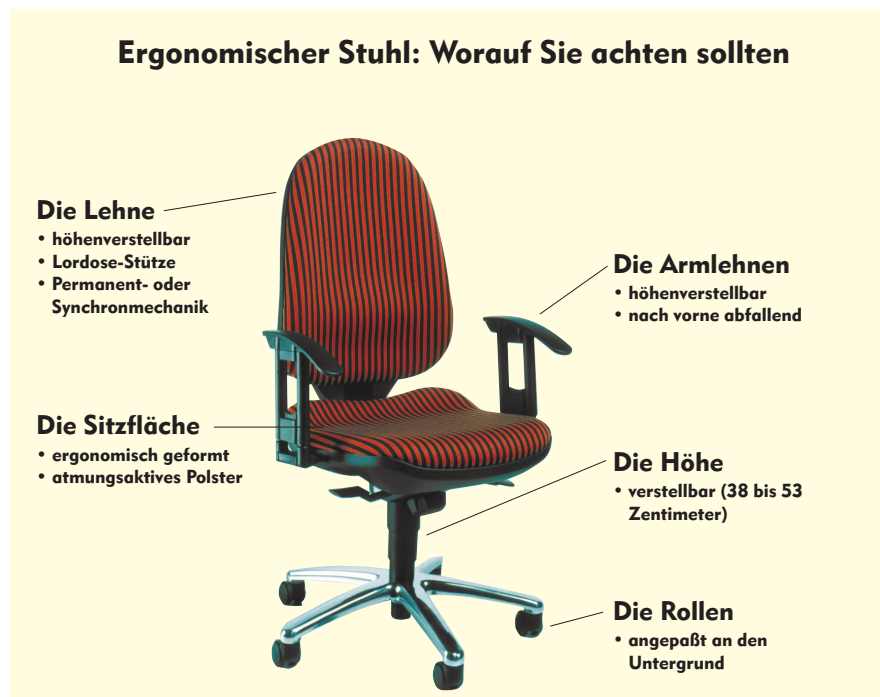 Ergonomischer Stuhl: Worauf Sie achten sollten
Die Lehne
• höhenverstellbar
• Lordose-Stütze
• Permanent- oder
Synchronmechanik
Die Armlehnen
• höhenverstellbar
• nach vorne abfallend
Die Sitzfläche
• ergonomisch geformt
• atmungsaktives Polster
Die Höhe
• verstellbar (38 bis 53
Zentimeter)
Die Rollen
• angepaßt an den
Untergrund